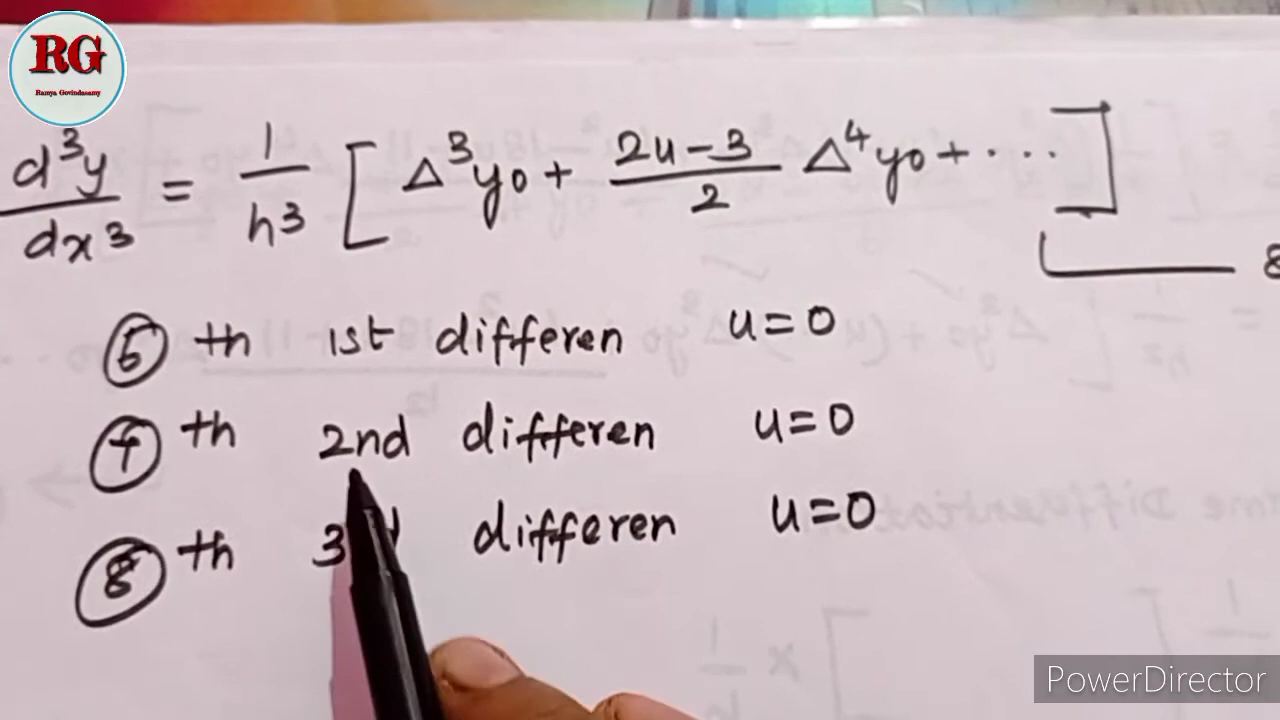 RG
Ramya Govindasamy
d³y/dx³ = 1/h³ [ Δ³y₀ + (2u-3)/2 Δ⁴y₀ + ... ]
⑤ th 1st differen u=0
th 2nd differen u=0
⑧ th differen u=0
PowerDirector